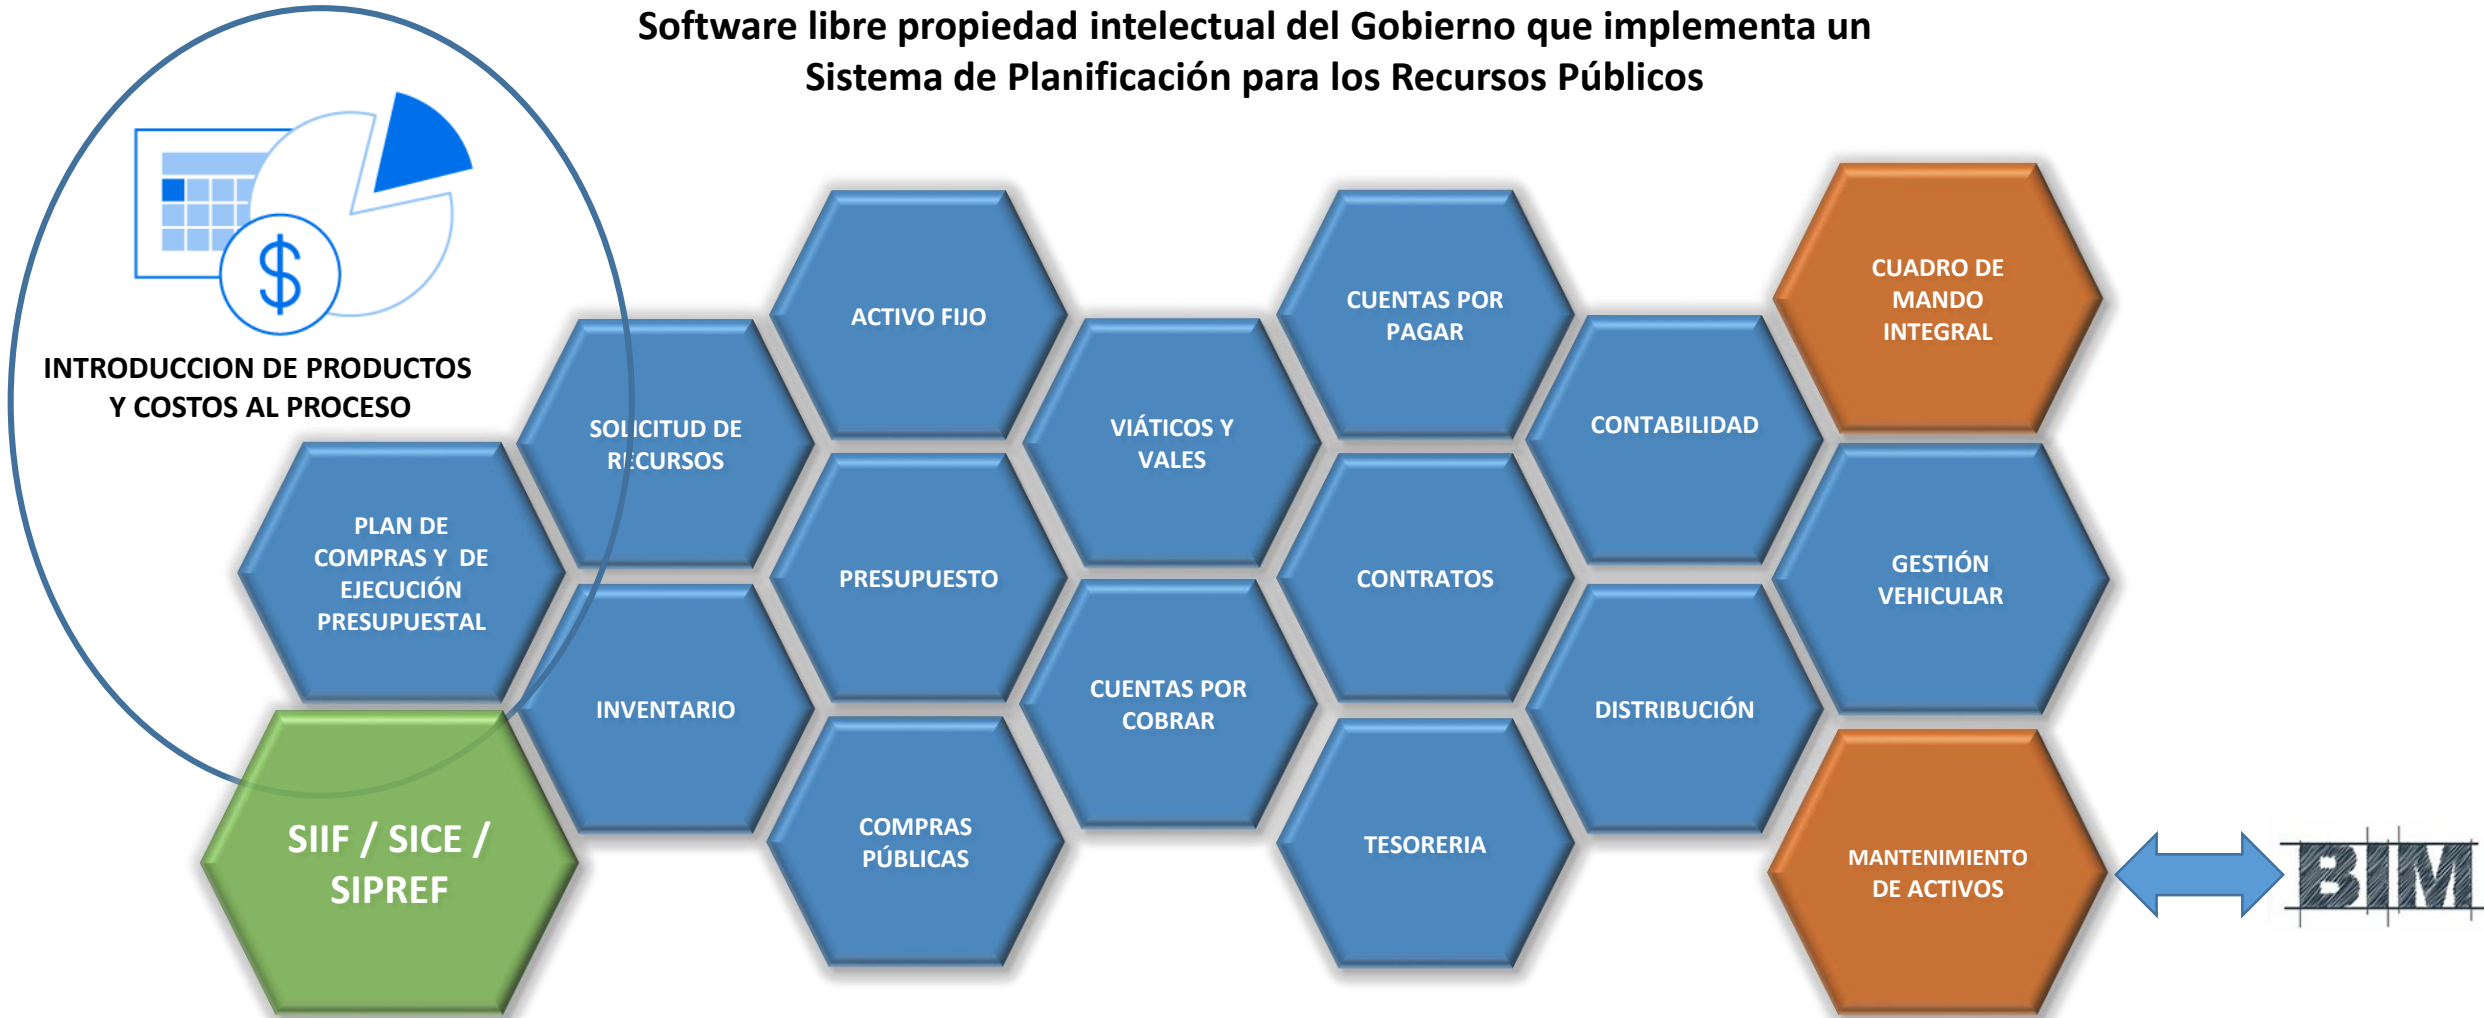 Software libre propiedad intelectual del Gobierno que implementa un
Sistema de Planificación para los Recursos Públicos
$
INTRODUCCION DE PRODUCTOS
Y COSTOS AL PROCESO
PLAN DE
COMPRAS Y DE
EJECUCIÓN
PRESUPUESTAL
SIIF / SICE /
SIPREF
SOLICITUD DE
RECURSOS
INVENTARIO
ACTIVO FIJO
PRESUPUESTO
COMPRAS
PÚBLICAS
VIÁTICOS Y
VALES
CUENTAS POR
COBRAR
CUENTAS POR
PAGAR
CONTRATOS
TESORERIA
CONTABILIDAD
DISTRIBUCIÓN
CUADRO DE
MANDO
INTEGRAL
GESTIÓN
VEHICULAR
MANTENIMIENTO
DE ACTIVOS
BIM